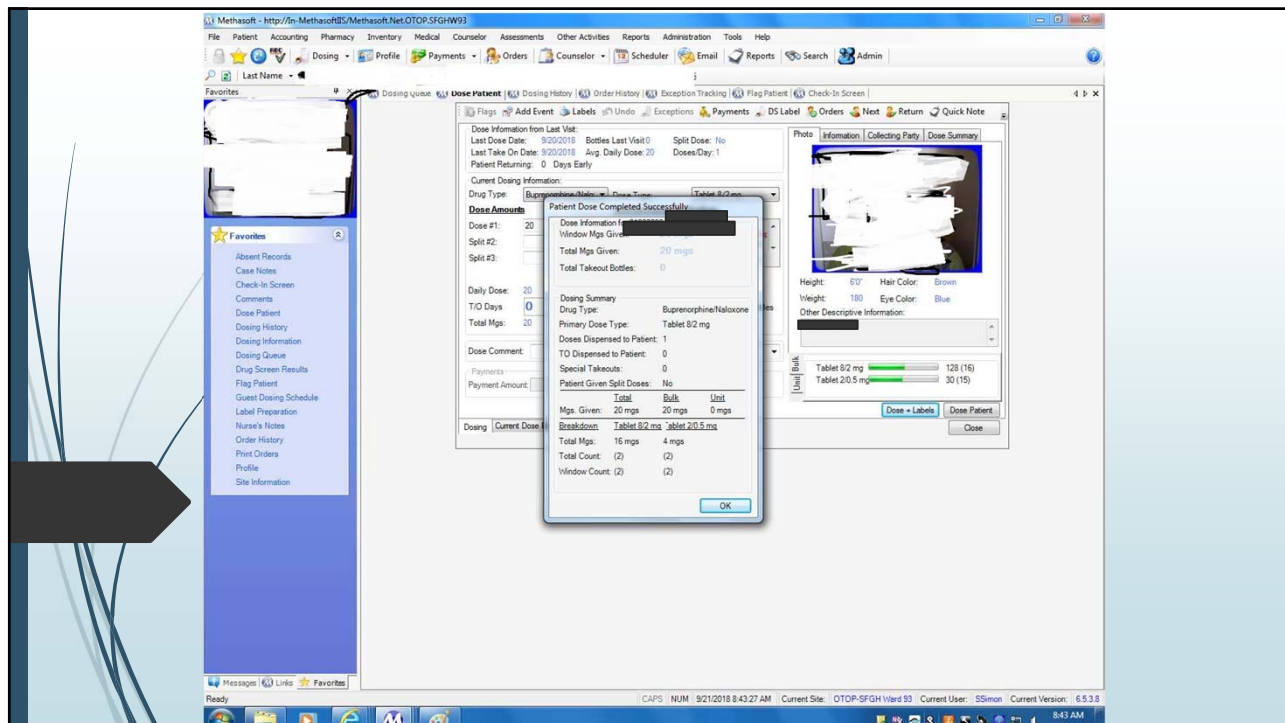 Methasoft - http://In-MethasoftIIS/Methasoft.Net.OTOP.SFGHW93
File Patient Accounting Pharmacy Inventory Medical Counselor Assessments Other Activities Reports Administration Tools Help
Dosing Profile Payments Orders Counselor Scheduler Email Reports Search Admin
Last Name
Favorites
Dosing Queue Dose Patient Dosing History Order History Exception Tracking Flag Patient Check-In Screen
Flags Add Event Labels Undo Exceptions Payments DS Label Orders Next Return Quick Note
Dose Information from Last Visit:
Last Dose Date: 9/20/2018 Bottles Last Visit 0 Split Dose: No
Last Take On Date: 9/20/2018 Avg. Daily Dose: 20 Doses/Day: 1
Patient Returning: 0 Days Early
Current Dosing Information:
Drug Type: Dose Type: Tablet 8/2 mg
Dose Amounts
Dose #1: 20
Split #2:
Split #3:
Daily Dose: 20
T/O Days 0
Total Mgs: 20
Dose Comment:
Payments
Payment Amount:
Dosing Current Dose
Patient Dose Completed Successfully
Dose Information
Window Mgs Given
Total Mgs Given: 20 mgs
Total Takeout Bottles: 0
Dosing Summary
Drug Type: Buprenorphine/Naloxone
Primary Dose Type: Tablet 8/2 mg
Doses Dispensed to Patient: 1
TO Dispensed to Patient: 0
Special Takeouts: 0
Patient Given Split Doses: No
Total Bulk Unit
Mgs. Given: 20 mgs 20 mgs 0 mgs
Breakdown Tablet 8/2 mg Tablet 2/0.5 mg
Total Mgs: 16 mgs 4 mgs
Total Count: (2) (2)
Window Count: (2) (2)
OK
Photo Information Collecting Party Dose Summary
Height: 6'0" Hair Color: Brown
Weight: 180 Eye Color: Blue
Other Descriptive Information:
Bulk
Unit
Tablet 8/2 mg 128 (16)
Tablet 2/0.5 mg 30 (15)
Dose + Labels Dose Patient
Close
Favorites
Absent Records
Case Notes
Check-In Screen
Comments
Dose Patient
Dosing History
Dosing Information
Dosing Queue
Drug Screen Results
Flag Patient
Guest Dosing Schedule
Label Preparation
Nurse's Notes
Order History
Print Orders
Profile
Site Information
Messages Links Favorites
Ready CAPS NUM 9/21/2018 8:43:27 AM Current Site: OTOP-SFGH Ward 93 Current User: SSimon Current Version: 6.5.3.8
8:43 AM